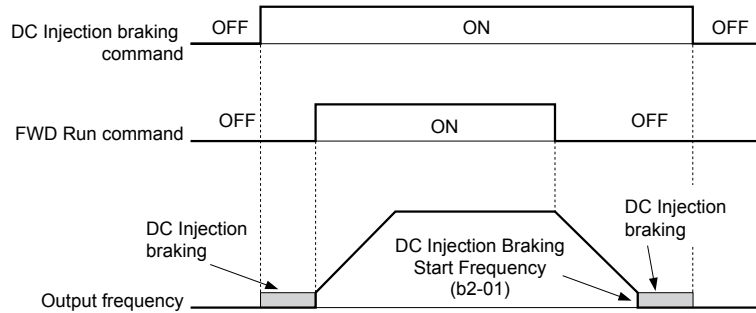 OFF
ON
OFF
DC Injection braking
command
OFF
ON
OFF
FWD Run command
DC Injection
braking
DC Injection Braking
Start Frequency
(b2-01)
DC Injection
braking
Output frequency